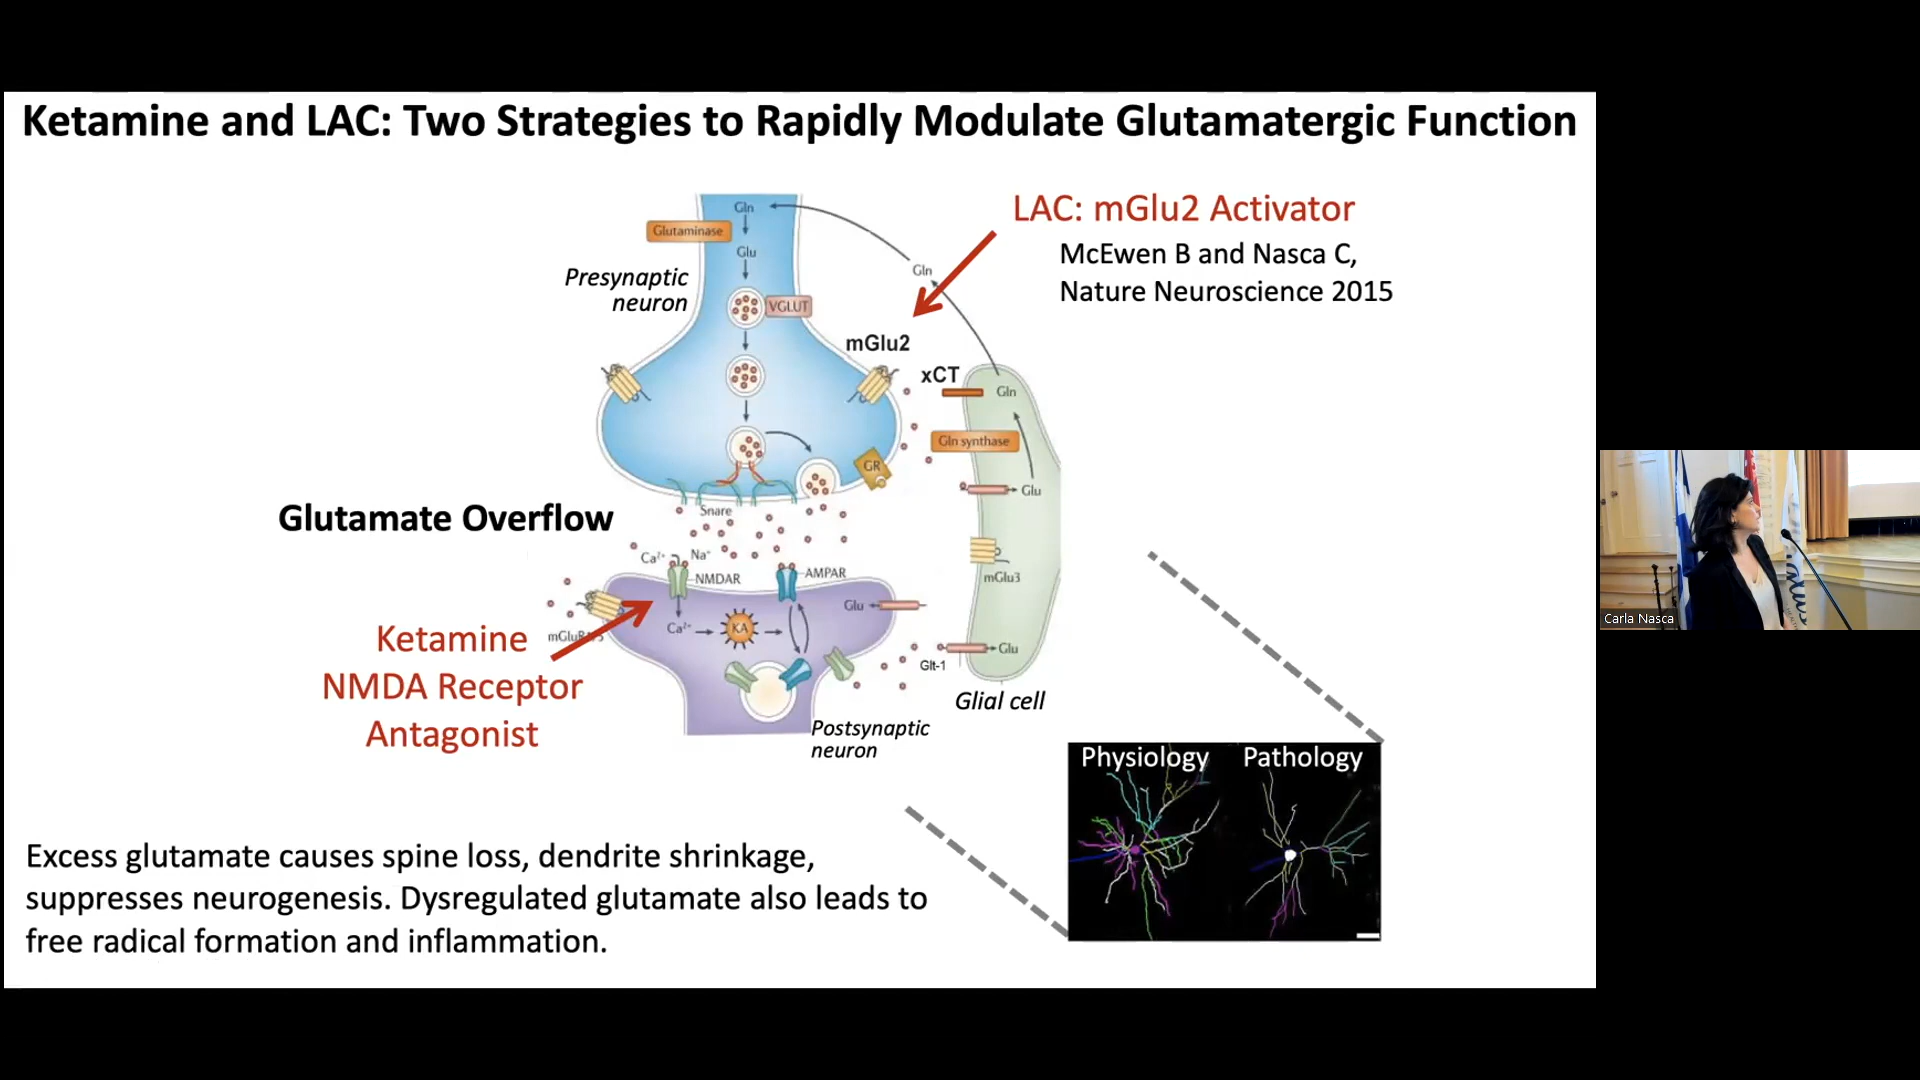 Ketamine and LAC: Two Strategies to Rapidly Modulate Glutamatergic Function
LAC: mGlu2 Activator
McEwen B and Nasca C,
Nature Neuroscience 2015
Gln
Glutaminase
Glu
Presynaptic
neuron
VGLUT
Gln
mGlu2
xCT
Gln
Gln synthase
GR
Glu
Snare
Glutamate Overflow
Ca²⁺
Na⁺
NMDAR
AMPAR
mGlu3
Glu
Ca²⁺
KA
Glu
Glt-1
Glial cell
Ketamine
NMDA Receptor
Antagonist
Postsynaptic
neuron
Physiology
Pathology
Excess glutamate causes spine loss, dendrite shrinkage,
suppresses neurogenesis. Dysregulated glutamate also leads to
free radical formation and inflammation.
Carla Nasca